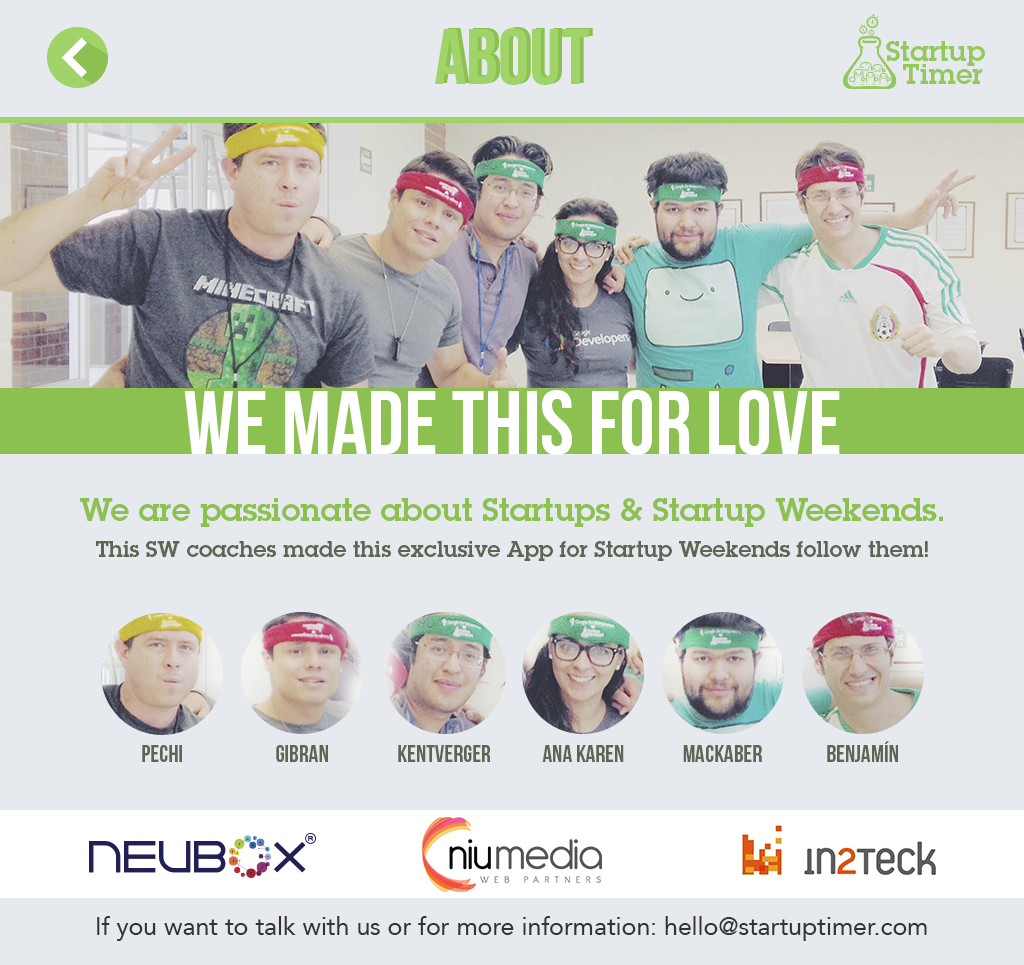 ABOUT
Startup
Timer
MINECRAFT
Developers
WE MADE THIS FOR LOVE
We are passionate about Startups & Startup Weekends.
This SW coaches made this exclusive App for Startup Weekends follow them!
PECHI
GIBRAN
KENTVERGER
ANA KAREN
MACKABER
BENJAMÍN
NEUBOX®
niumedia
WEB PARTNERS
IN2TECK
If you want to talk with us or for more information: hello@startuptimer.com